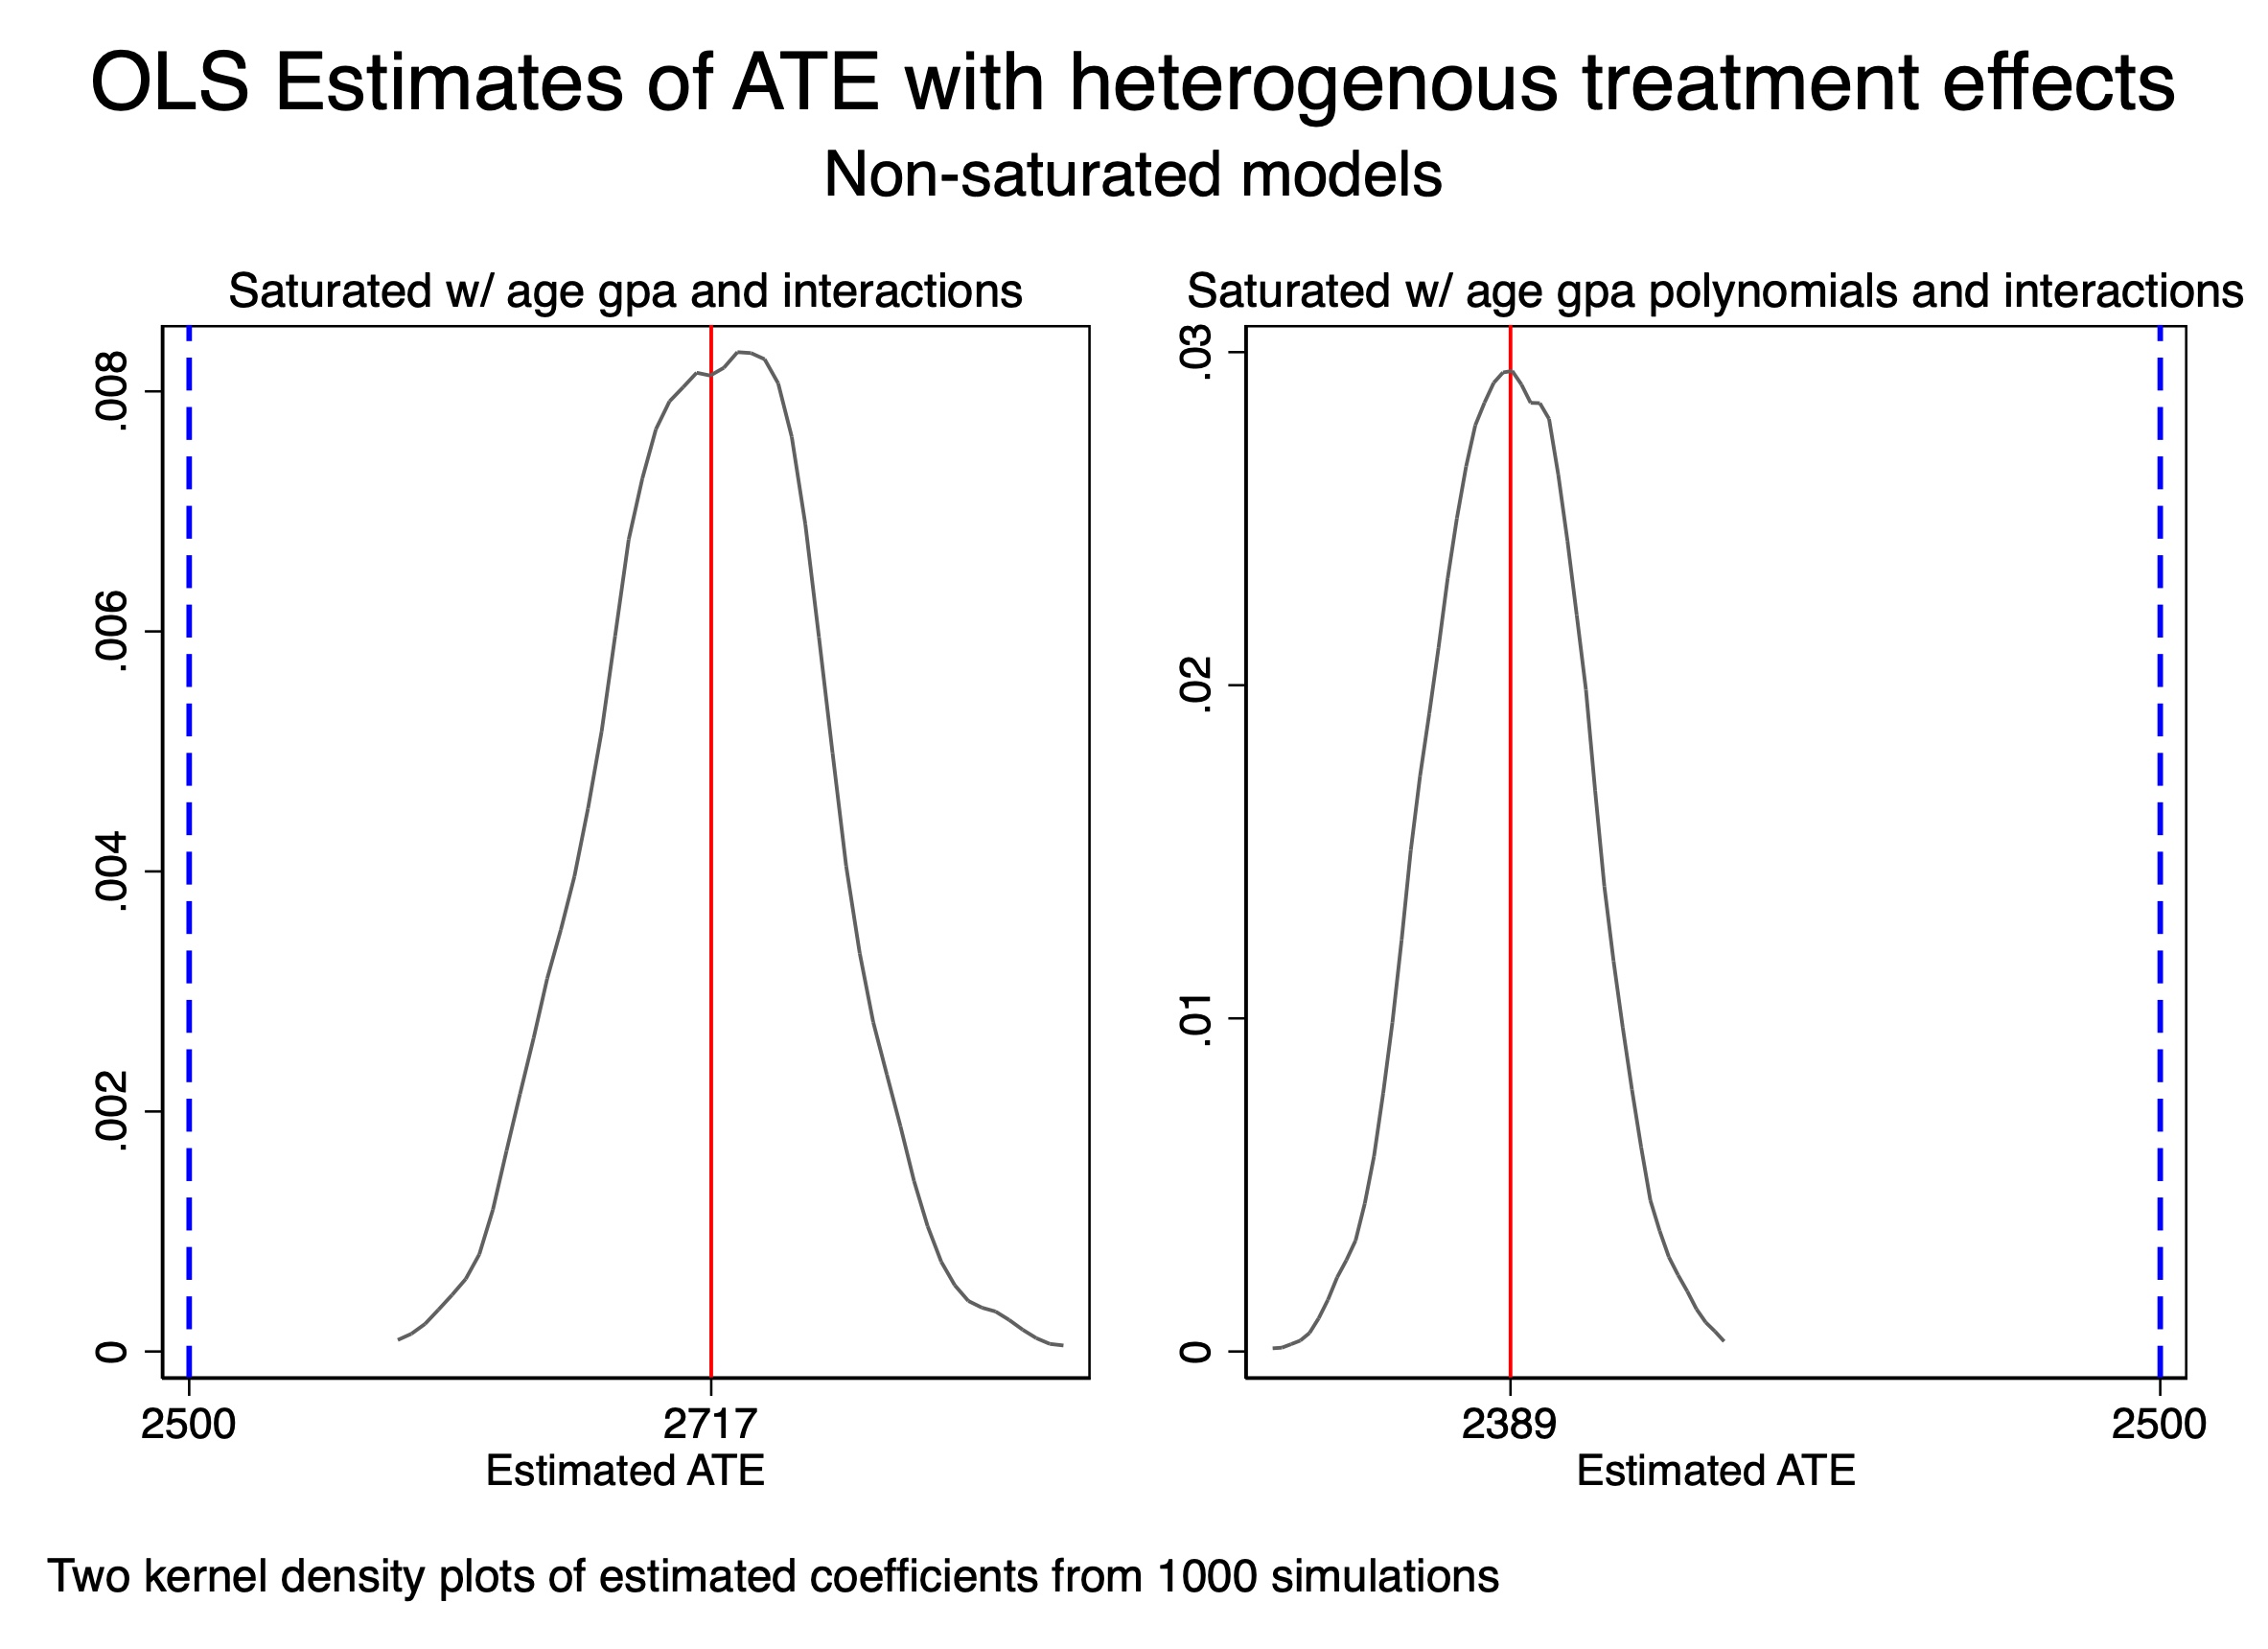 OLS Estimates of ATE with heterogenous treatment effects
Non-saturated models
Saturated w/ age gpa and interactions
.008
.006
.004
.002
0
2500
2717
Estimated ATE
Saturated w/ age gpa polynomials and interactions
.03
.02
.01
0
2389
2500
Estimated ATE
Two kernel density plots of estimated coefficients from 1000 simulations